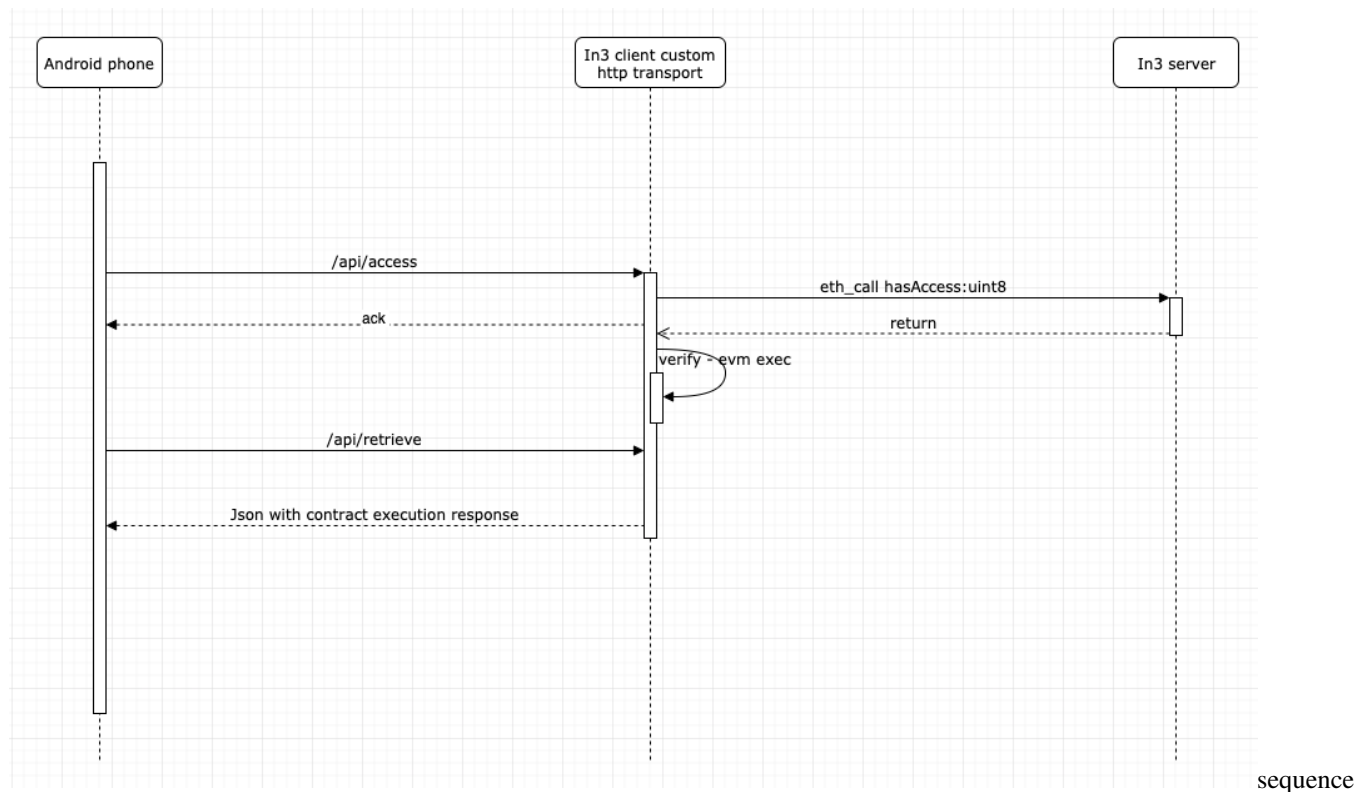 Android phone
In3 client custom
http transport
In3 server
/api/access
eth_call hasAccess:uint8
ack
return
verify - evm exec
/api/retrieve
Json with contract execution response
sequence